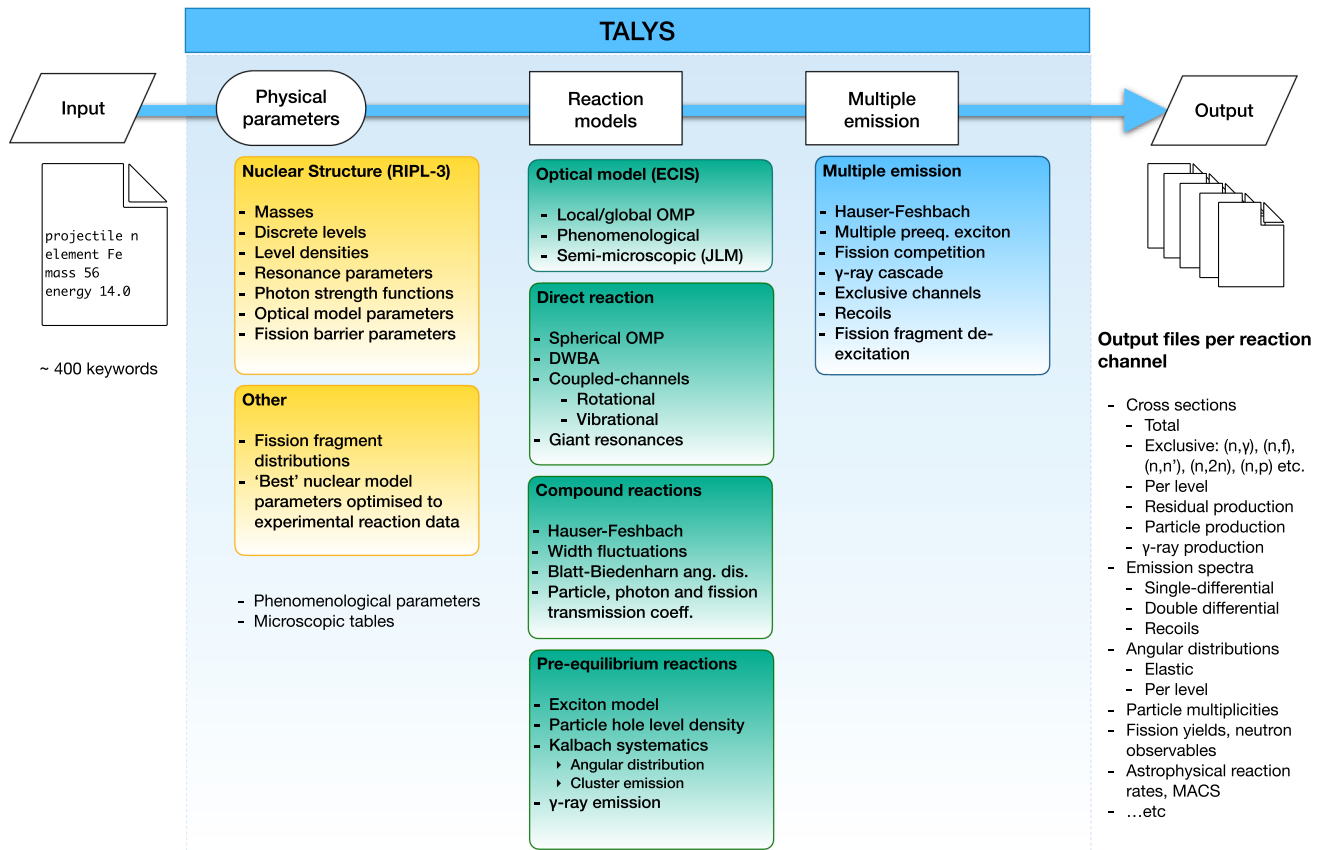 TALYS
Input
Physical
parameters
Reaction
models
Multiple
emission
Output
projectile n
element Fe
mass 56
energy 14.0
~ 400 keywords
Nuclear Structure (RIPL-3)
- Masses
- Discrete levels
- Level densities
- Resonance parameters
- Photon strength functions
- Optical model parameters
- Fission barrier parameters
Other
- Fission fragment
distributions
- ‘Best’ nuclear model
parameters optimised to
experimental reaction data
- Phenomenological parameters
- Microscopic tables
Optical model (ECIS)
- Local/global OMP
- Phenomenological
- Semi-microscopic (JLM)
Direct reaction
- Spherical OMP
- DWBA
- Coupled-channels
- Rotational
- Vibrational
- Giant resonances
Compound reactions
- Hauser-Feshbach
- Width fluctuations
- Blatt-Biedenharn ang. dis.
- Particle, photon and fission
transmission coeff.
Pre-equilibrium reactions
- Exciton model
- Particle hole level density
- Kalbach systematics
‣ Angular distribution
‣ Cluster emission
- γ-ray emission
Multiple emission
- Hauser-Feshbach
- Multiple preeq. exciton
- Fission competition
- γ-ray cascade
- Exclusive channels
- Recoils
- Fission fragment de-
excitation
Output files per reaction
channel
- Cross sections
- Total
- Exclusive: (n,γ), (n,f),
(n,n’), (n,2n), (n,p) etc.
- Per level
- Residual production
- Particle production
- γ-ray production
- Emission spectra
- Single-differential
- Double differential
- Recoils
- Angular distributions
- Elastic
- Per level
- Particle multiplicities
- Fission yields, neutron
observables
- Astrophysical reaction
rates, MACS
- …etc